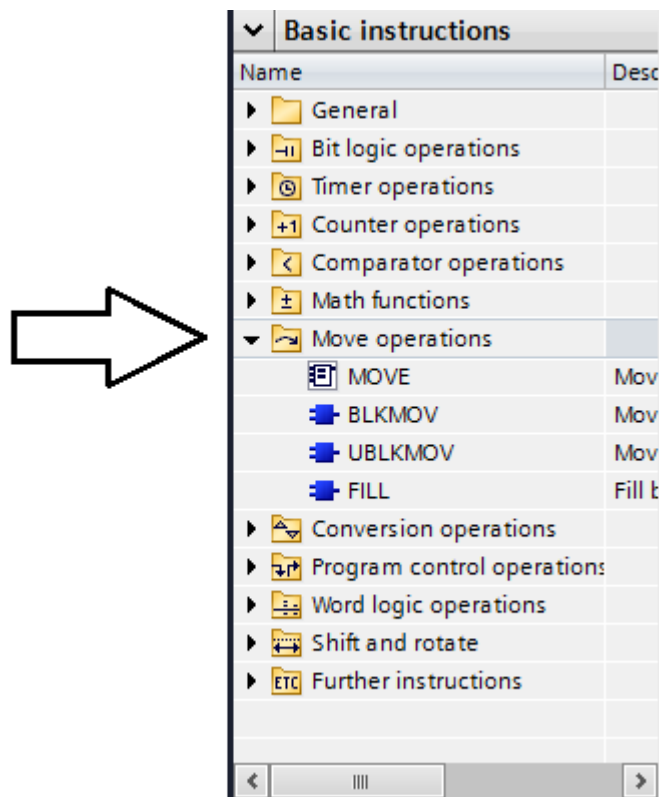 Basic instructions
Name Desc
General
Bit logic operations
Timer operations
+1 Counter operations
< Comparator operations
± Math functions
Move operations
MOVE Mov
BLKMOV Mov
UBLKMOV Mov
FILL Fill b
Conversion operations
Program control operations
Word logic operations
Shift and rotate
ETC Further instructions